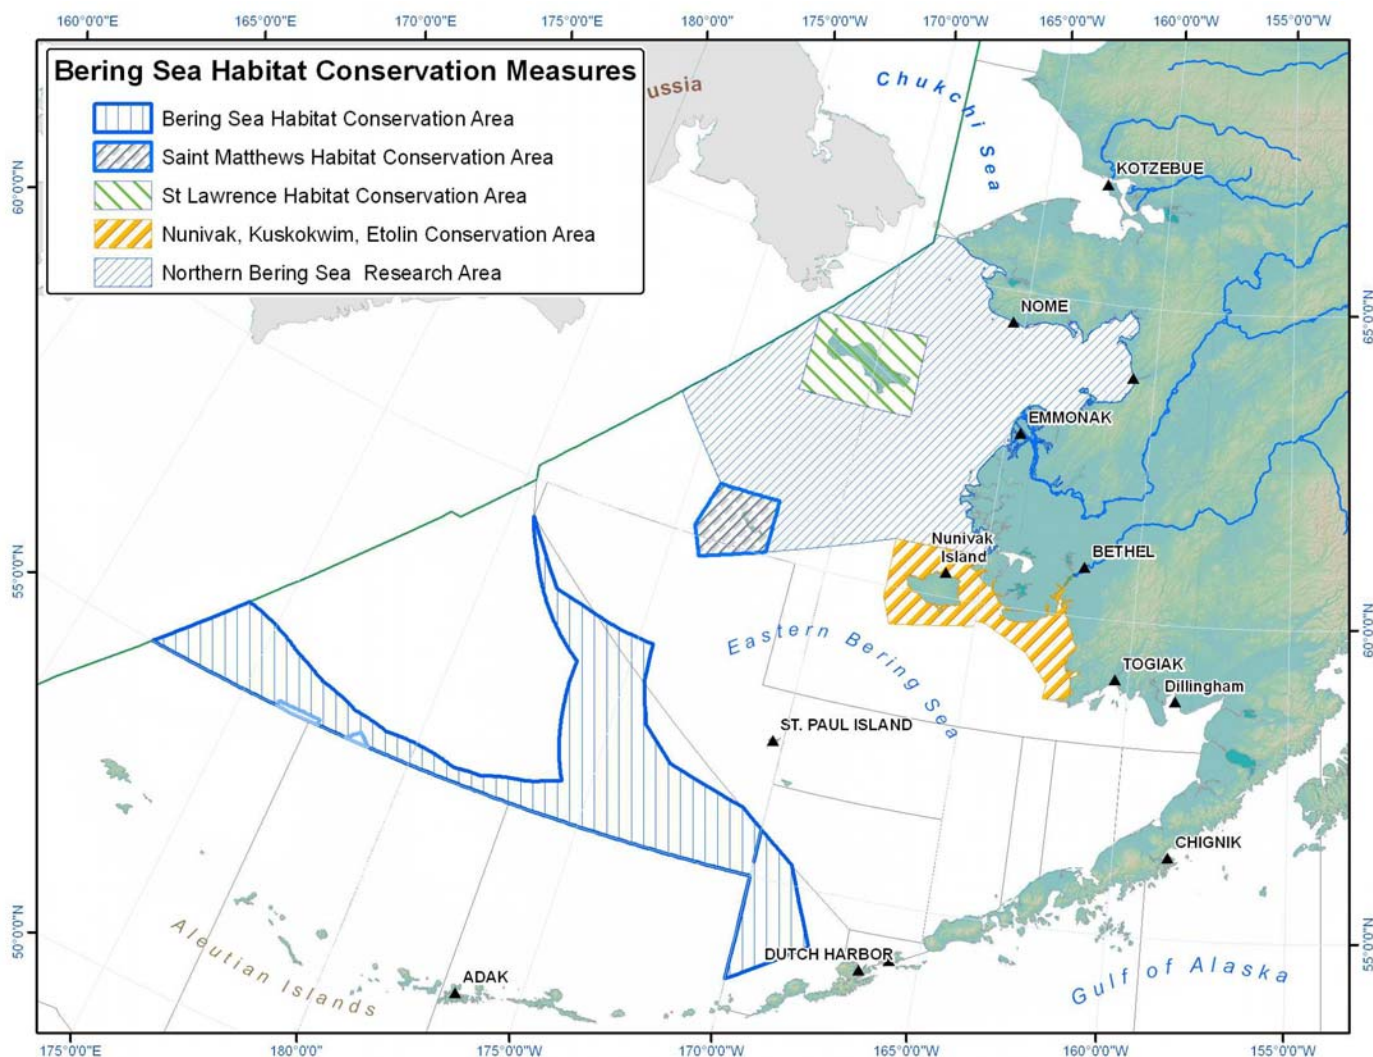 160°0'0"E 165°0'0"E 170°0'0"E 175°0'0"E 180°0'0" 175°0'0"W 170°0'0"W 165°0'0"W 160°0'0"W 155°0'0"W
Bering Sea Habitat Conservation Measures
Bering Sea Habitat Conservation Area
Saint Matthews Habitat Conservation Area
St Lawrence Habitat Conservation Area
Nunivak, Kuskokwim, Etolin Conservation Area
Northern Bering Sea Research Area
ussia
Chukchi Sea
KOTZEBUE
60°0'0"N
NOME
65°0'0"N
EMMONAK
Nunivak
Island
BETHEL
55°0'0"N
Eastern Bering Sea
60°0'0"N
TOGIAK
Dillingham
ST. PAUL ISLAND
CHIGNIK
50°0'0"N
Aleutian Islands
DUTCH HARBOR
55°0'0"N
ADAK
Gulf of Alaska
175°0'0"E 180°0'0" 175°0'0"W 170°0'0"W 165°0'0"W 160°0'0"W 155°0'0"W